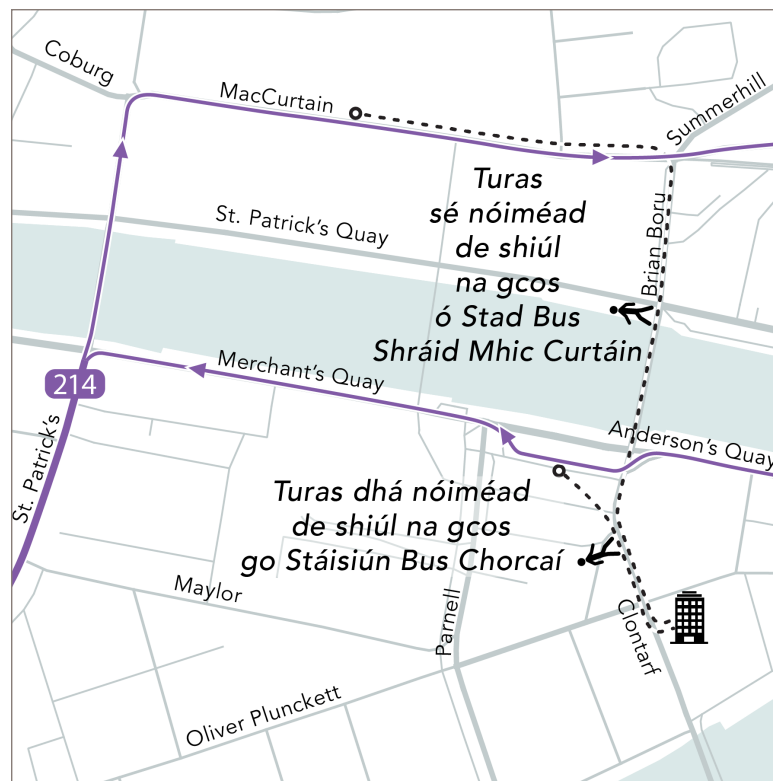 Coburg
MacCurtain
Summerhill
Turas
sé nóiméad
de shiúl
na gcos
ó Stad Bus
Shráid Mhic Curtáin
St. Patrick's Quay
Brian Boru
Merchant's Quay
214
St. Patrick's
Anderson's Quay
Turas dhá nóiméad
de shiúl na gcos
go Stáisiún Bus Chorcaí
Maylor
Parnell
Clontarf
Oliver Plunckett